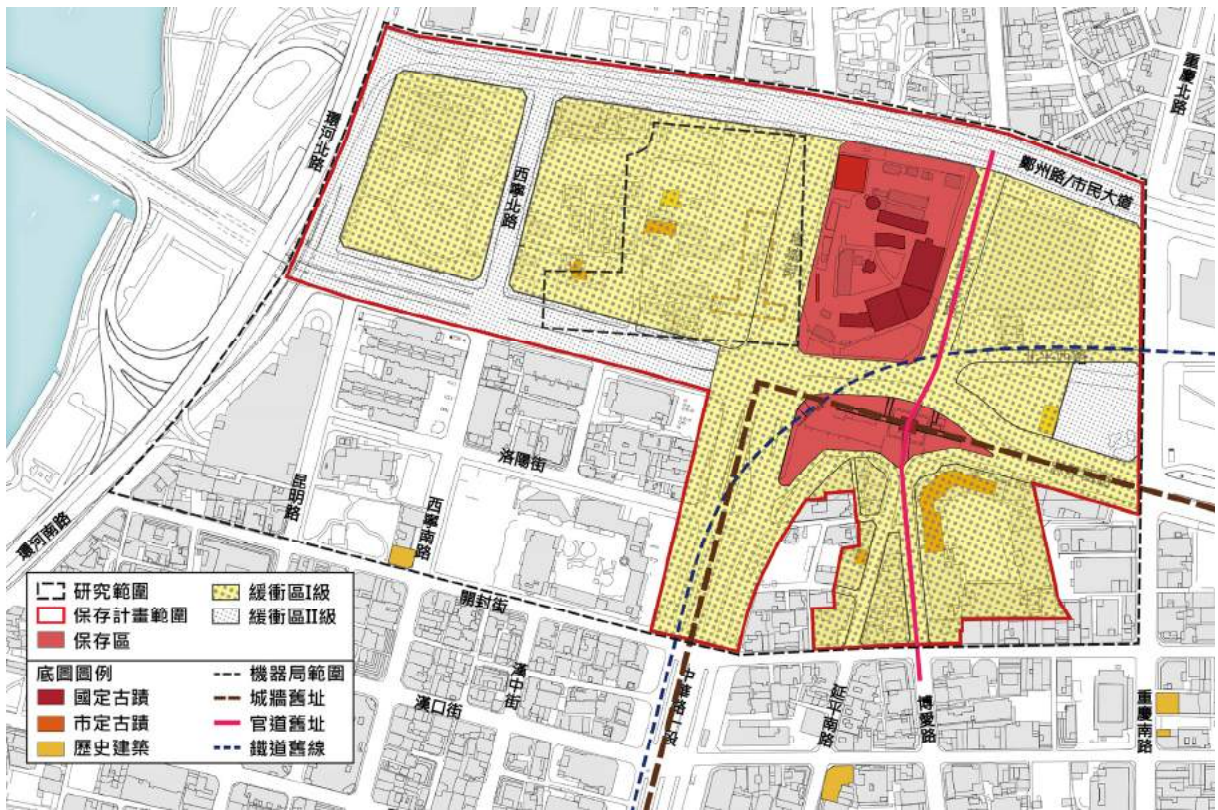 重慶北路
環河北路
西寧北路
鄭州路/市民大道
洛陽街
昆明路
西寧南路
環河南路
開封街
漢中街
漢口街
中華路一段
延平南路
博愛路
重慶南路
研究範圍
保存計畫範圍
保存區
緩衝區I級
緩衝區II級
底圖圖例
國定古蹟
市定古蹟
歷史建築
機器局範圍
城牆舊址
官道舊址
鐵道舊線